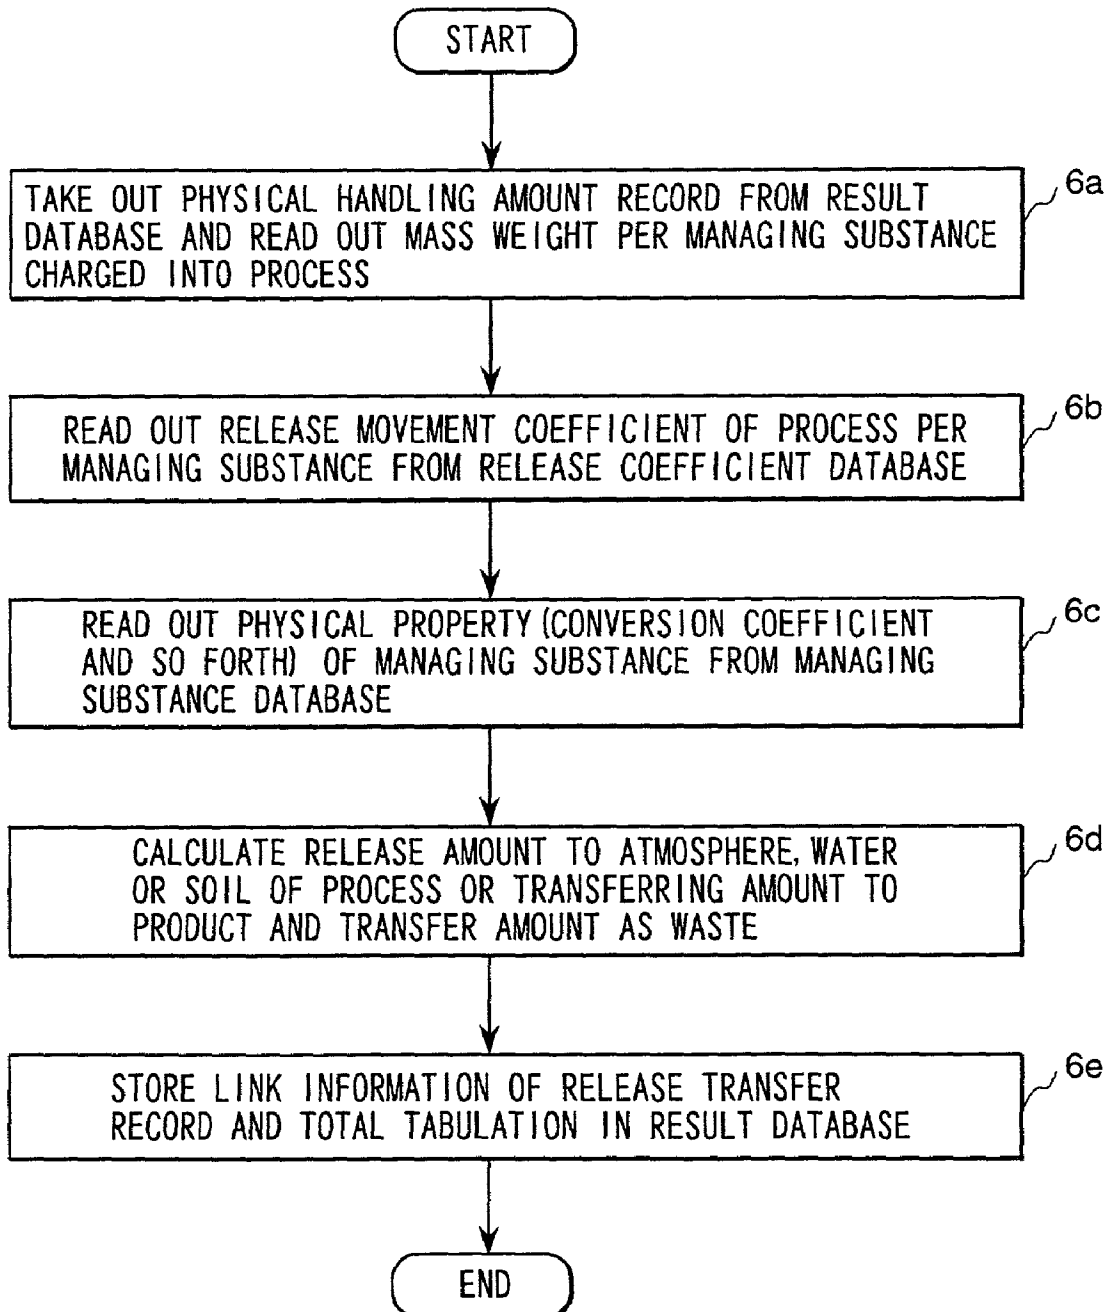 START
TAKE OUT PHYSICAL HANDLING AMOUNT RECORD FROM RESULT
DATABASE AND READ OUT MASS WEIGHT PER MANAGING SUBSTANCE
CHARGED INTO PROCESS
6a
READ OUT RELEASE MOVEMENT COEFFICIENT OF PROCESS PER
MANAGING SUBSTANCE FROM RELEASE COEFFICIENT DATABASE
6b
READ OUT PHYSICAL PROPERTY (CONVERSION COEFFICIENT
AND SO FORTH) OF MANAGING SUBSTANCE FROM MANAGING
SUBSTANCE DATABASE
6c
CALCULATE RELEASE AMOUNT TO ATMOSPHERE, WATER
OR SOIL OF PROCESS OR TRANSFERRING AMOUNT TO
PRODUCT AND TRANSFER AMOUNT AS WASTE
6d
STORE LINK INFORMATION OF RELEASE TRANSFER
RECORD AND TOTAL TABULATION IN RESULT DATABASE
6e
END